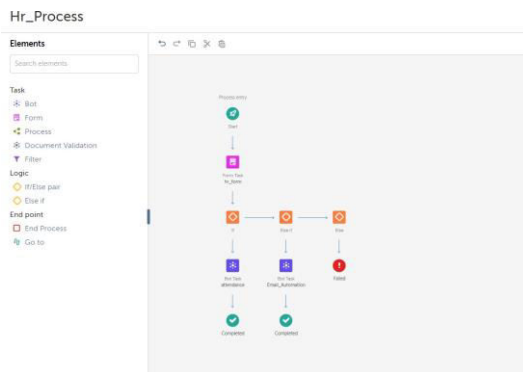 Hr_Process
Elements
Search elements
Task
Bot
Form
Process
Document Validation
Filter
Logic
If/Else pair
Else if
End point
End Process
Go to
Process entry
Start
Form Task
hr_form
If
Else if
Else
Bot Task
attendance
Bot Task
Email_Automation
Failed
Completed
Completed